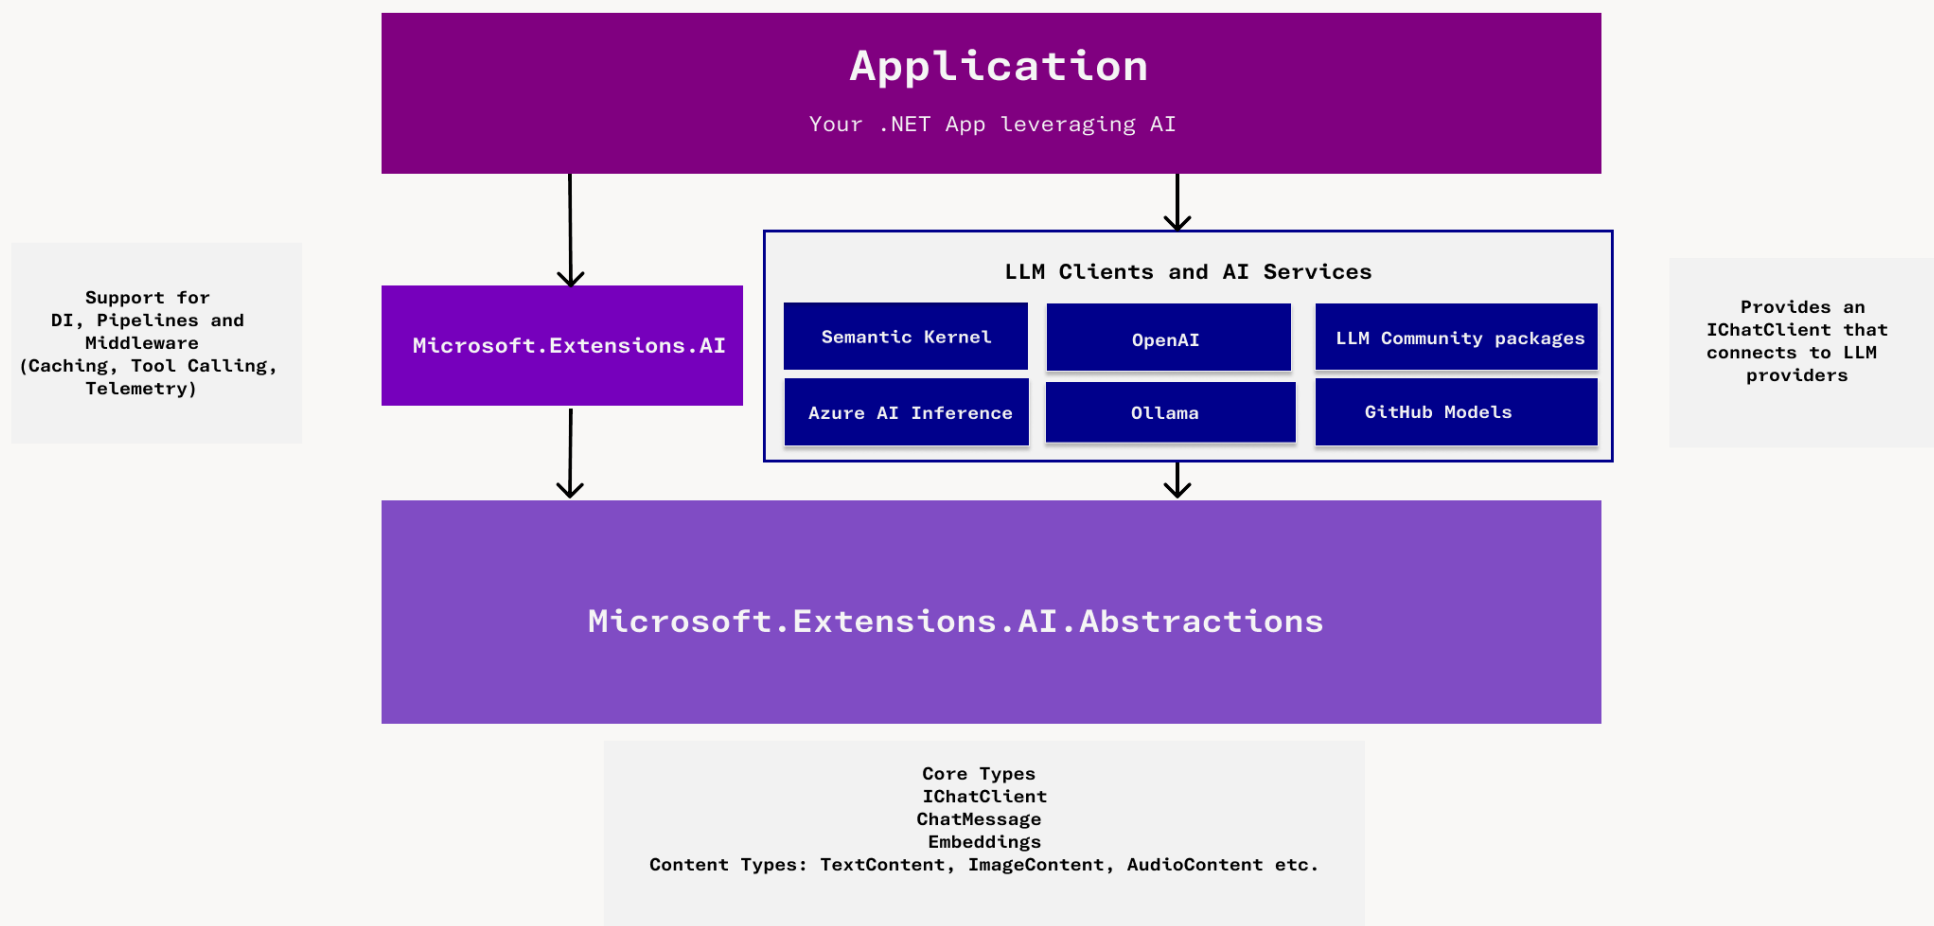 Application
Your .NET App leveraging AI
Support for
DI, Pipelines and
Middleware
(Caching, Tool Calling,
Telemetry)
Microsoft.Extensions.AI
LLM Clients and AI Services
Semantic Kernel
OpenAI
LLM Community packages
Azure AI Inference
Ollama
GitHub Models
Provides an
IChatClient that
connects to LLM
providers
Microsoft.Extensions.AI.Abstractions
Core Types
IChatClient
ChatMessage
Embeddings
Content Types: TextContent, ImageContent, AudioContent etc.